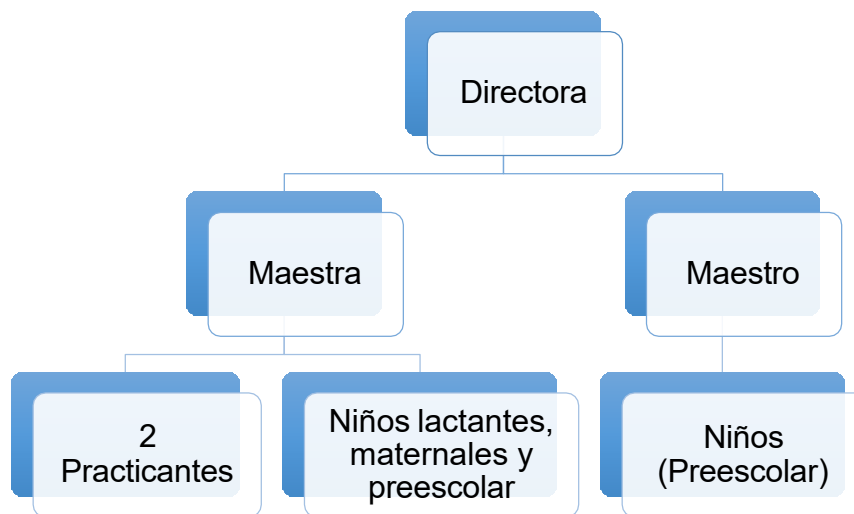 Directora
Maestra
Maestro
2
Practicantes
Niños lactantes,
maternales y
preescolar
Niños
(Preescolar)